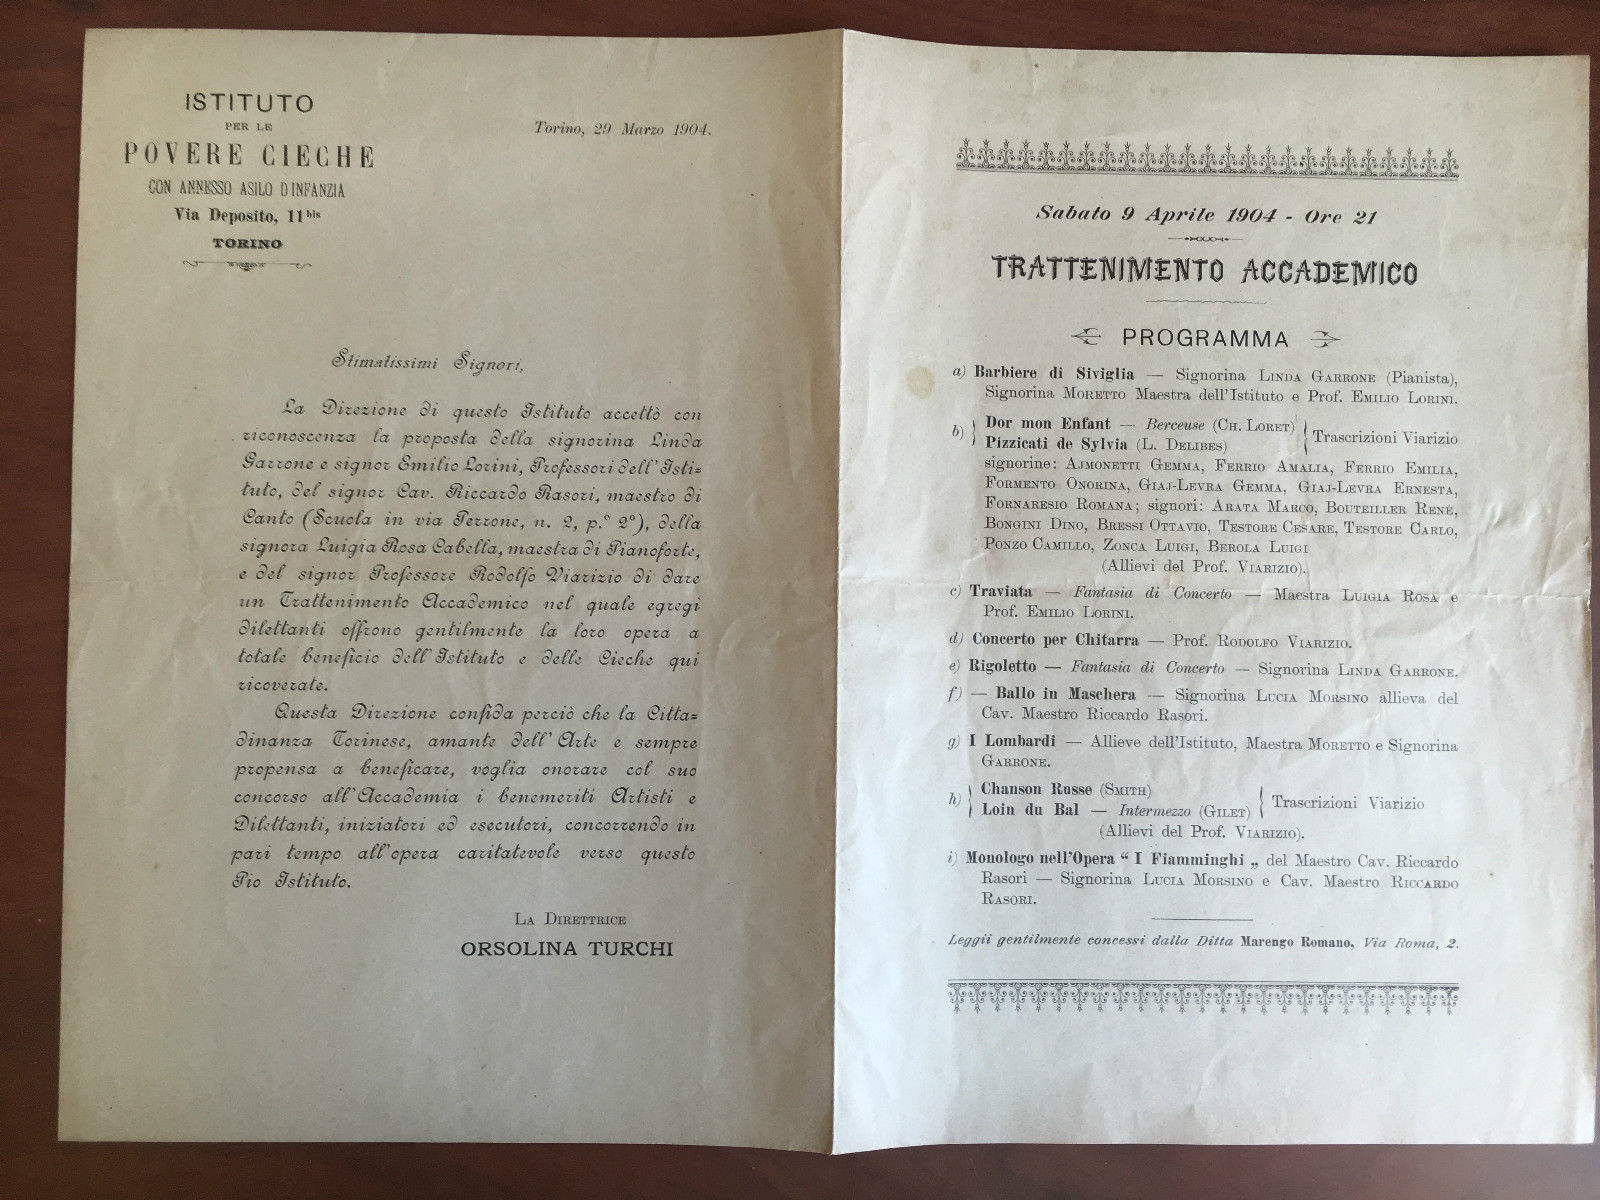 ISTITUTO
PER LE
POVERE CIECHE
CON ANNESSO ASILO D'INFANZIA
Via Deposito, 11 bis
TORINO
Torino, 29 Marzo 1904.
Stimatissimi Signori,
La Direzione di questo Istituto accettò con
riconoscenza la proposta della signorina Linda
Garrone e signor Emilio Lorini, Professori dell'Isti=
tuto, del signor Cav. Riccardo Rasori, maestro di
Canto (Scuola in via Perrone, n. 2, p.º 2º), della
signora Luigia Rosa Cabella, maestra di Pianoforte,
e del signor Professore Rodolfo Viarizio di dare
un Trattenimento Accademico nel quale egregi
dilettanti offrono gentilmente la loro opera a
totale beneficio dell'Istituto e delle Cieche qui
ricoverate.
Questa Direzione confida perciò che la Citta=
dinanza Torinese, amante dell'Arte e sempre
propensa a beneficare, voglia onorare col suo
concorso all'Accademia i benemeriti Artisti e
Dilettanti, iniziatori ed esecutori, concorrendo in
pari tempo all'opera caritatevole verso questo
Pio Istituto.
LA DIRETTRICE
ORSOLINA TURCHI
Sabato 9 Aprile 1904 - Ore 21
TRATTENIMENTO ACCADEMICO
PROGRAMMA
a) Barbiere di Siviglia — Signorina LINDA GARRONE (Pianista),
Signorina MORETTO Maestra dell'Istituto e Prof. EMILIO LORINI.
b) } Dor mon Enfant — Berceuse (CH. LORET)
Pizzicati de Sylvia (L. DELIBES) { Trascrizioni Viarizio
signorine: AJMONETTI GEMMA, FERRIO AMALIA, FERRIO EMILIA,
FORMENTO ONORINA, GIAJ-LEVRA GEMMA, GIAJ-LEVRA ERNESTA,
FORNARESIO ROMANA; signori: ARATA MARCO, BOUTEILLER RENÉ,
BONGINI DINO, BRESSI OTTAVIO, TESTORE CESARE, TESTORE CARLO,
PONZO CAMILLO, ZONCA LUIGI, BEROLA LUIGI
(Allievi del Prof. VIARIZIO).
c) Traviata — Fantasia di Concerto — Maestra LUIGIA ROSA e
Prof. EMILIO LORINI.
d) Concerto per Chitarra — Prof. RODOLFO VIARIZIO.
e) Rigoletto — Fantasia di Concerto — Signorina LINDA GARRONE.
f) — Ballo in Maschera — Signorina LUCIA MORSINO allieva del
Cav. Maestro Riccardo Rasori.
g) I Lombardi — Allieve dell'Istituto, Maestra MORETTO e Signorina
GARRONE.
h) } Chanson Russe (SMITH)
Loin du Bal — Intermezzo (GILET) { Trascrizioni Viarizio
(Allievi del Prof. VIARIZIO).
i) Monologo nell'Opera “ I Fiamminghi „ del Maestro Cav. Riccardo
Rasori — Signorina LUCIA MORSINO e Cav. Maestro RICCARDO
RASORI.
Leggii gentilmente concessi dalla Ditta Marengo Romano, Via Roma, 2.